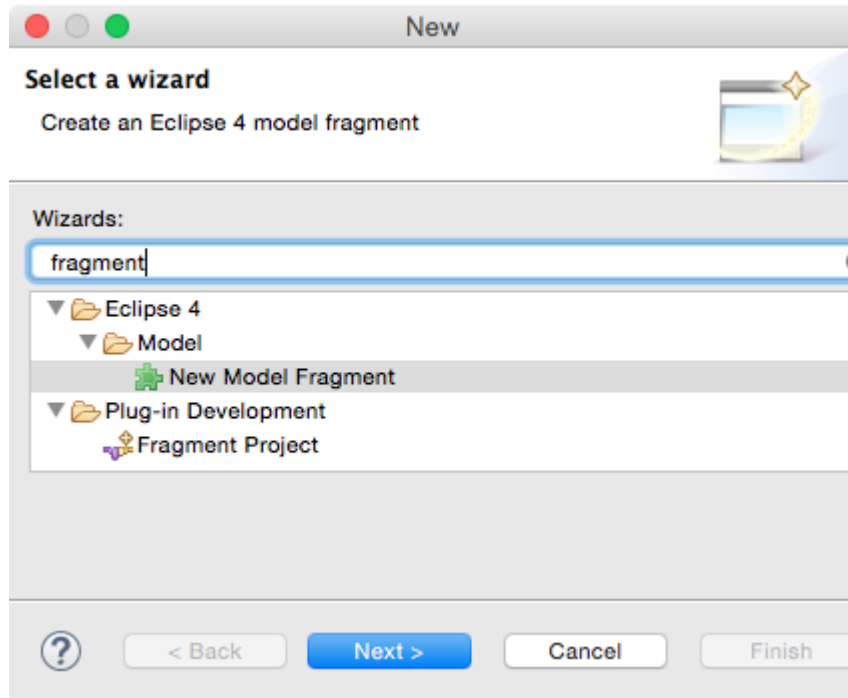 New
Select a wizard
Create an Eclipse 4 model fragment
Wizards:
fragment
Eclipse 4
Model
New Model Fragment
Plug-in Development
Fragment Project
? < Back Next > Cancel Finish